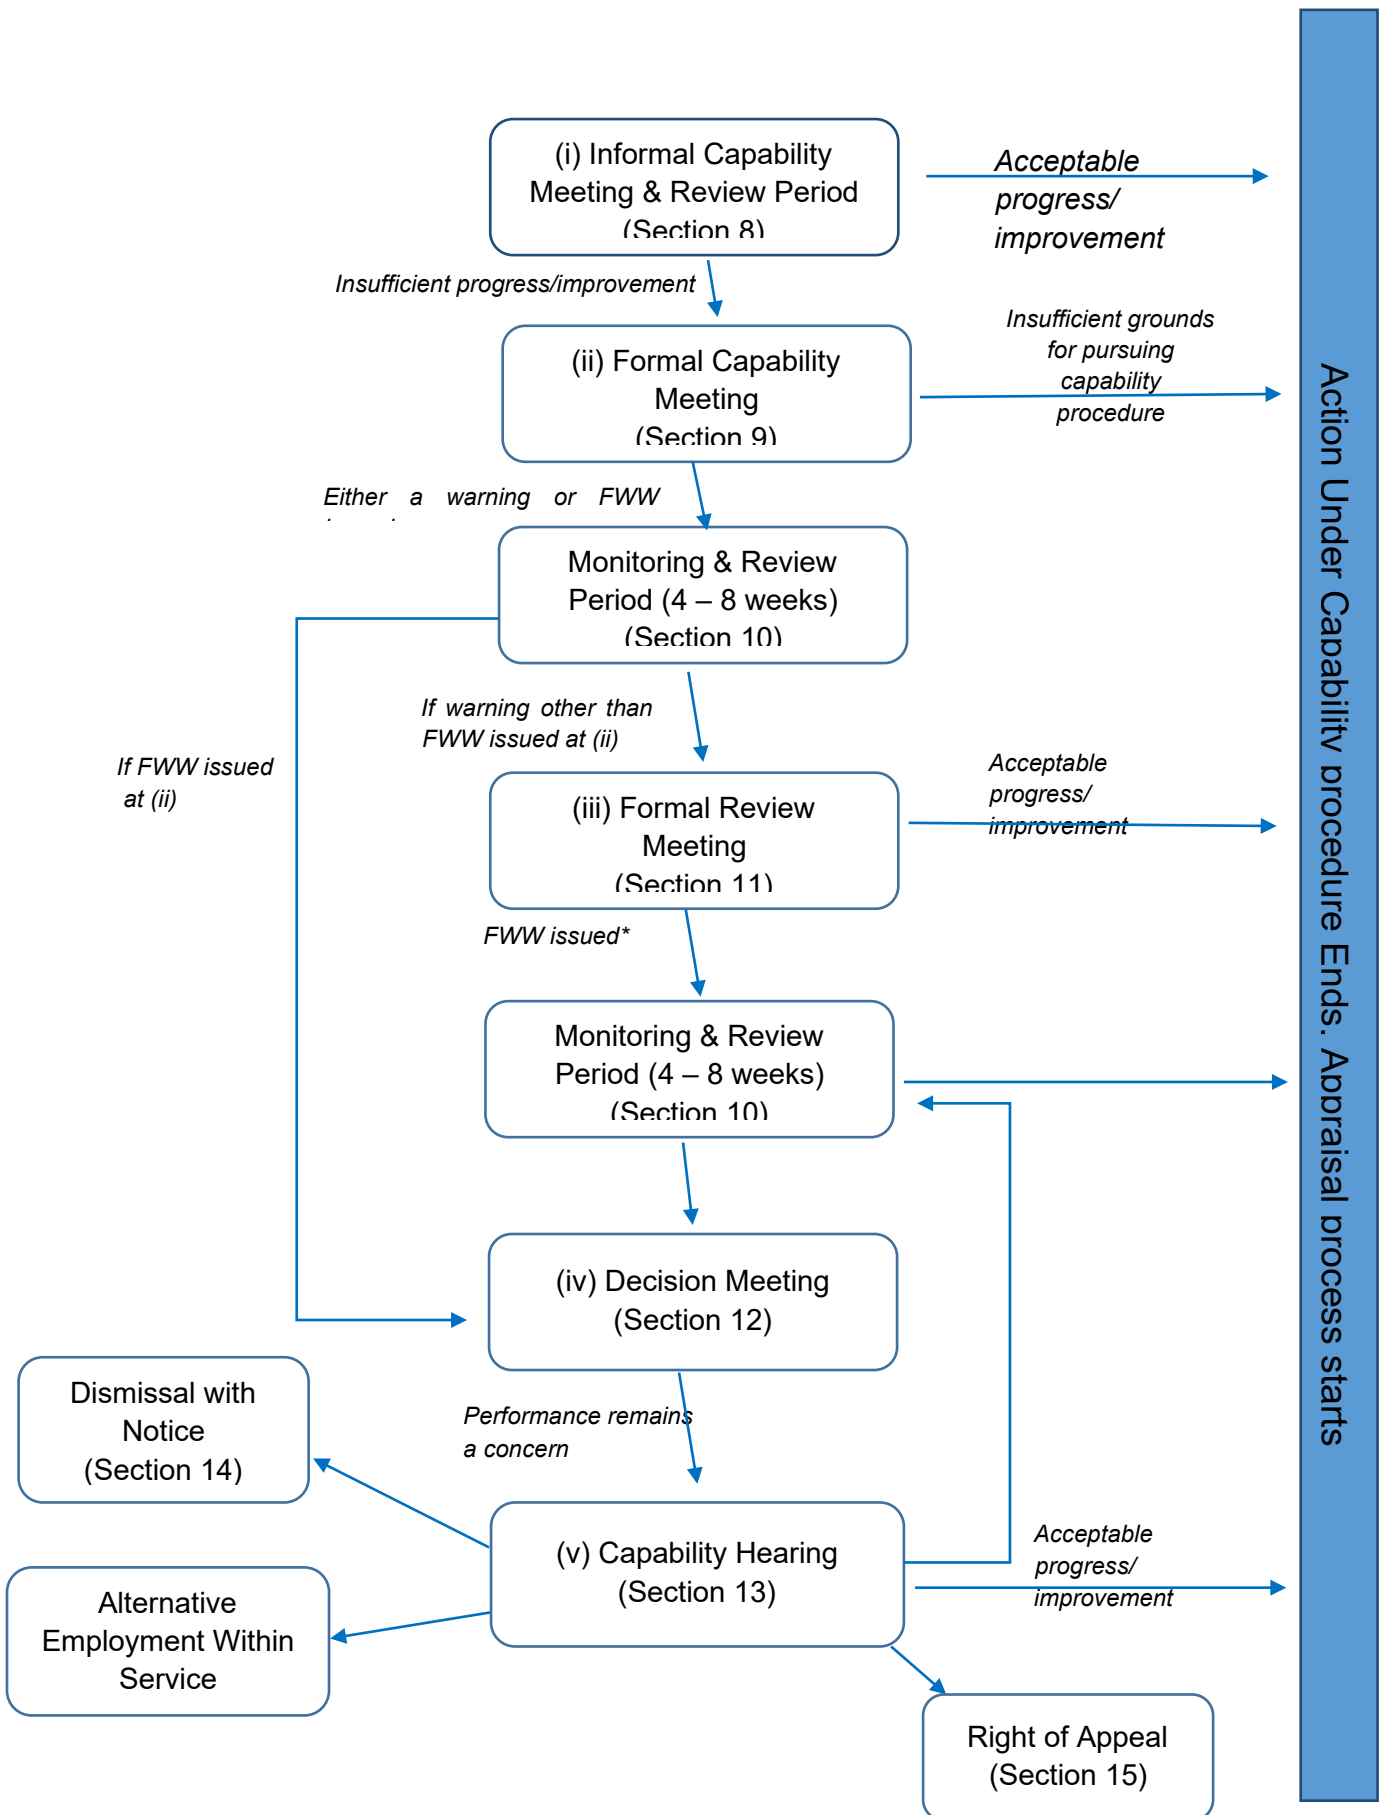 (i) Informal Capability
Meeting & Review Period
(Section 8)
Acceptable
progress/
improvement
Insufficient progress/improvement
(ii) Formal Capability
Meeting
(Section 9)
Insufficient grounds
for pursuing
capability
procedure
Either a warning or FWW
Monitoring & Review
Period (4 – 8 weeks)
(Section 10)
If FWW issued
at (ii)
If warning other than
FWW issued at (ii)
(iii) Formal Review
Meeting
(Section 11)
Acceptable
progress/
improvement
FWW issued*
Monitoring & Review
Period (4 – 8 weeks)
(Section 10)
(iv) Decision Meeting
(Section 12)
Performance remains
a concern
Dismissal with
Notice
(Section 14)
(v) Capability Hearing
(Section 13)
Acceptable
progress/
improvement
Alternative
Employment Within
Service
Right of Appeal
(Section 15)
Action Under Capability procedure Ends. Appraisal process starts